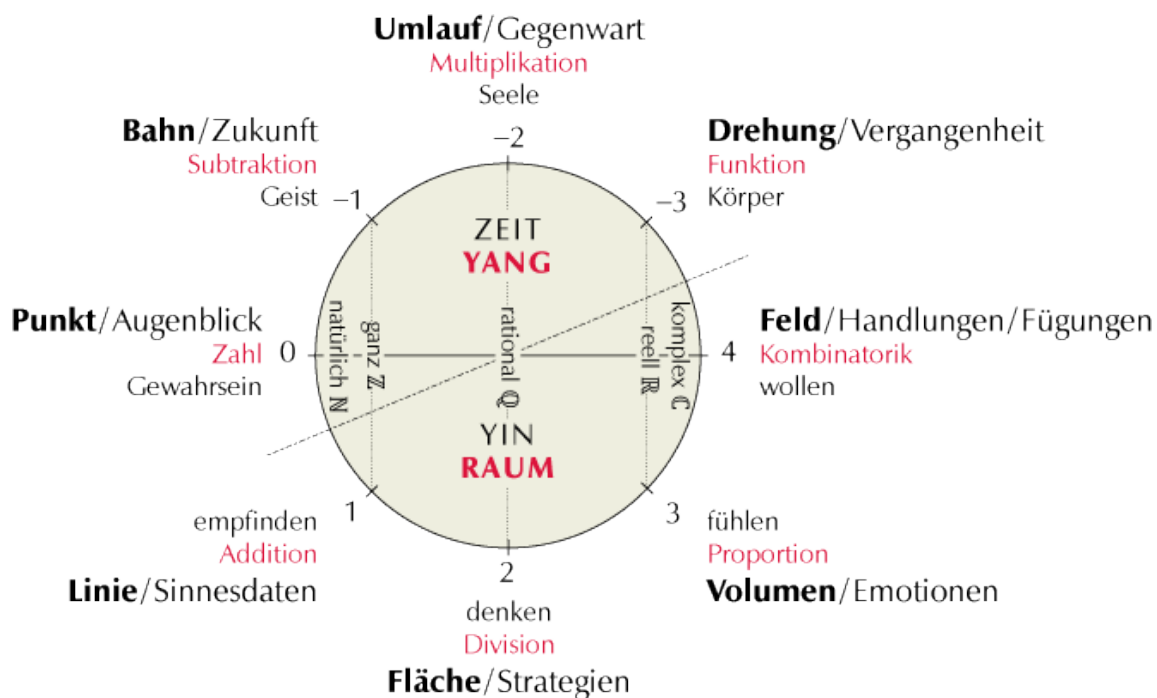 Umlauf/Gegenwart
Multiplikation
Seele
–2
Bahn/Zukunft
Subtraktion
Geist
–1
Drehung/Vergangenheit
Funktion
Körper
–3
ZEIT
YANG
Punkt/Augenblick
Zahl
Gewahrsein
0
natürlich ℕ
ganz ℤ
rational ℚ
reell ℝ
komplex ℂ
4
Feld/Handlungen/Fügungen
Kombinatorik
wollen
YIN
RAUM
1
empfinden
Addition
Linie/Sinnesdaten
2
denken
Division
Fläche/Strategien
3
fühlen
Proportion
Volumen/Emotionen